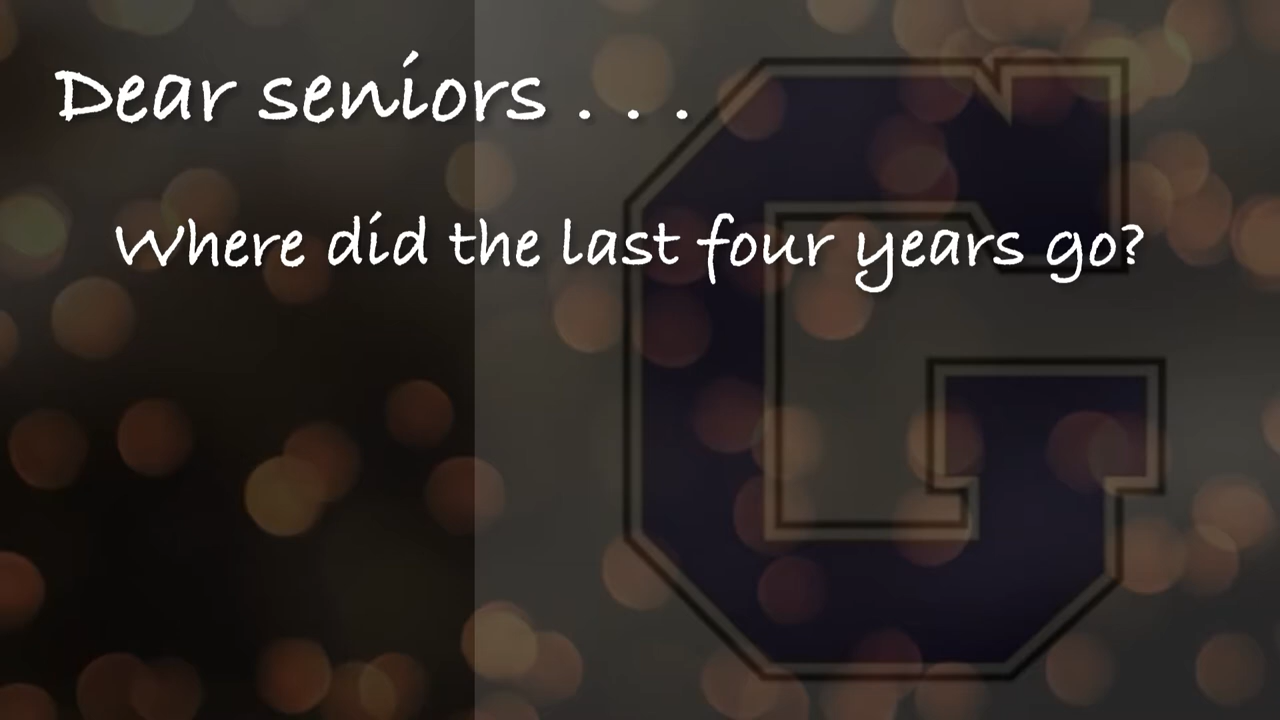 Dear seniors . . .
Where did the last four years go?
G